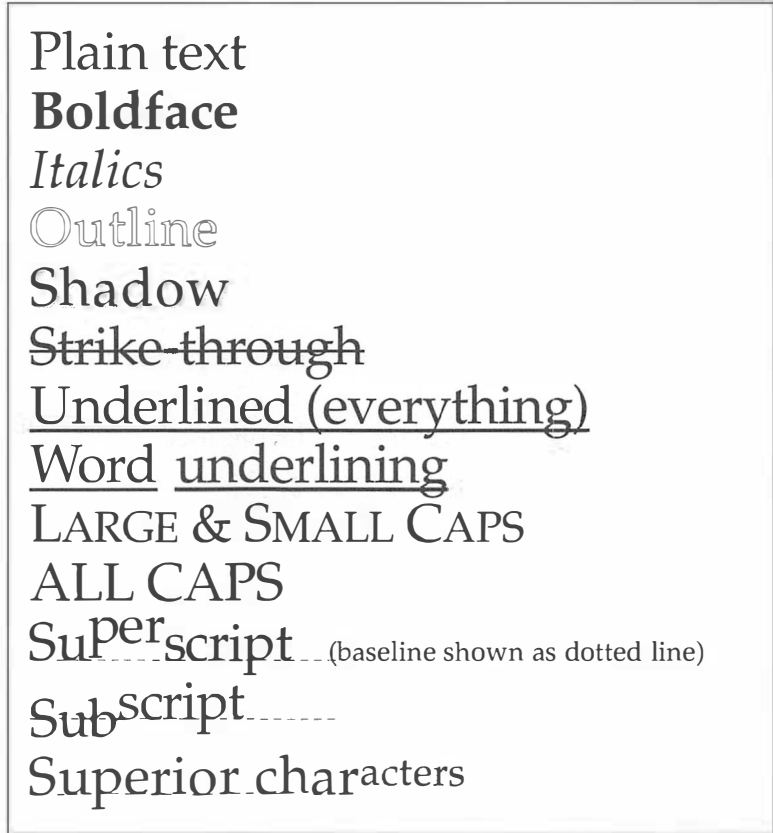 Plain text
Boldface
Italics
Outline
Shadow
Strike-through
Underlined (everything)
Word underlining
LARGE & SMALL CAPS
ALL CAPS
Superscript (baseline shown as dotted line)
Subscript
Superior characters